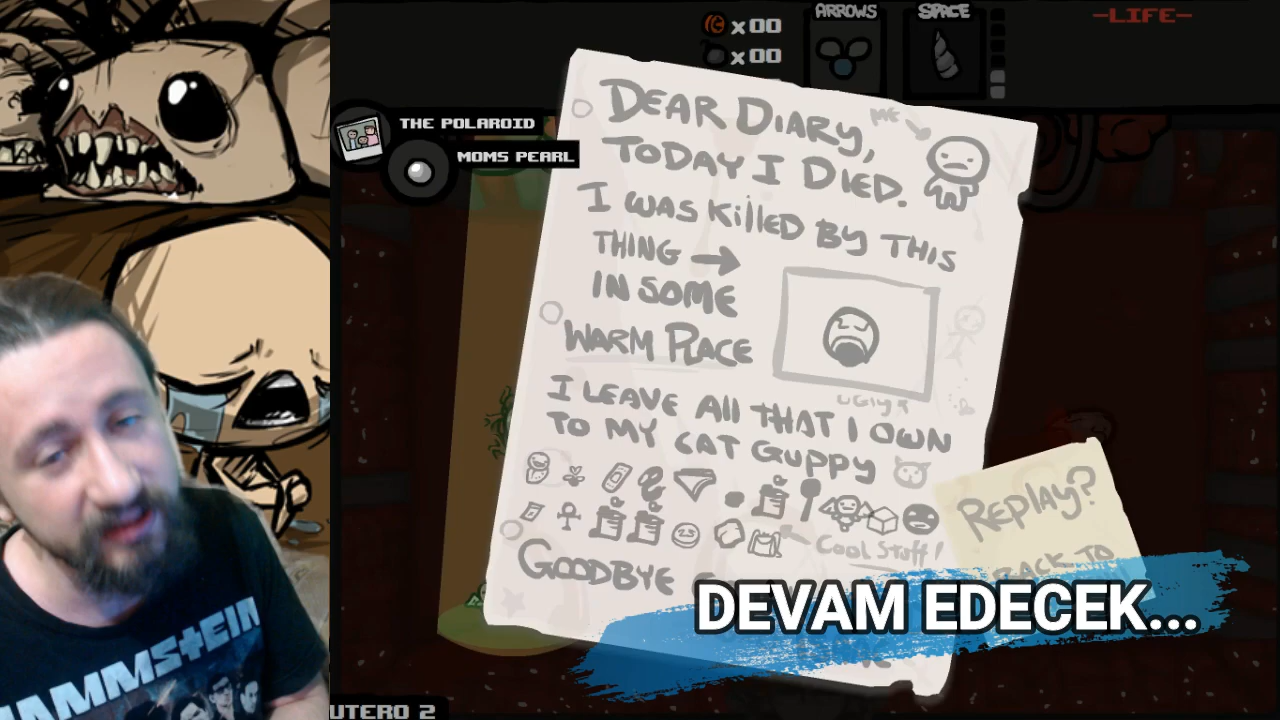 x00
x00
ARROWS
SPACE
-LIFE-
THE POLAROID
MOMS PEARL
DEAR DIARY,
ME
TODAY I DIED.
I WAS KILLED BY THIS
THING →
IN SOME
WARM PLACE
UGLY
I LEAVE ALL THAT I OWN
TO MY CAT GUPPY
COOL STUFF!
GOODBYE
REPLAY?
BACK TO
DEVAM EDECEK...
RAMMSTEIN
UTERO 2